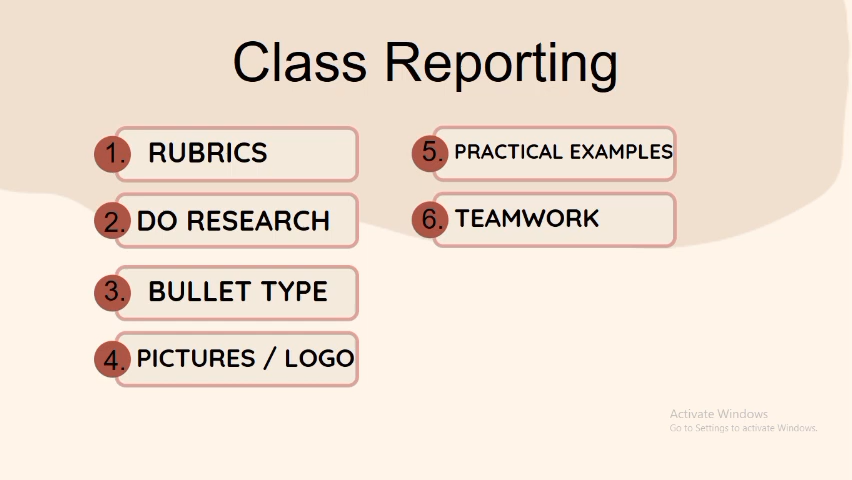 Class Reporting
1. RUBRICS
2. DO RESEARCH
3. BULLET TYPE
4. PICTURES / LOGO
5. PRACTICAL EXAMPLES
6. TEAMWORK
Activate Windows
Go to Settings to activate Windows.